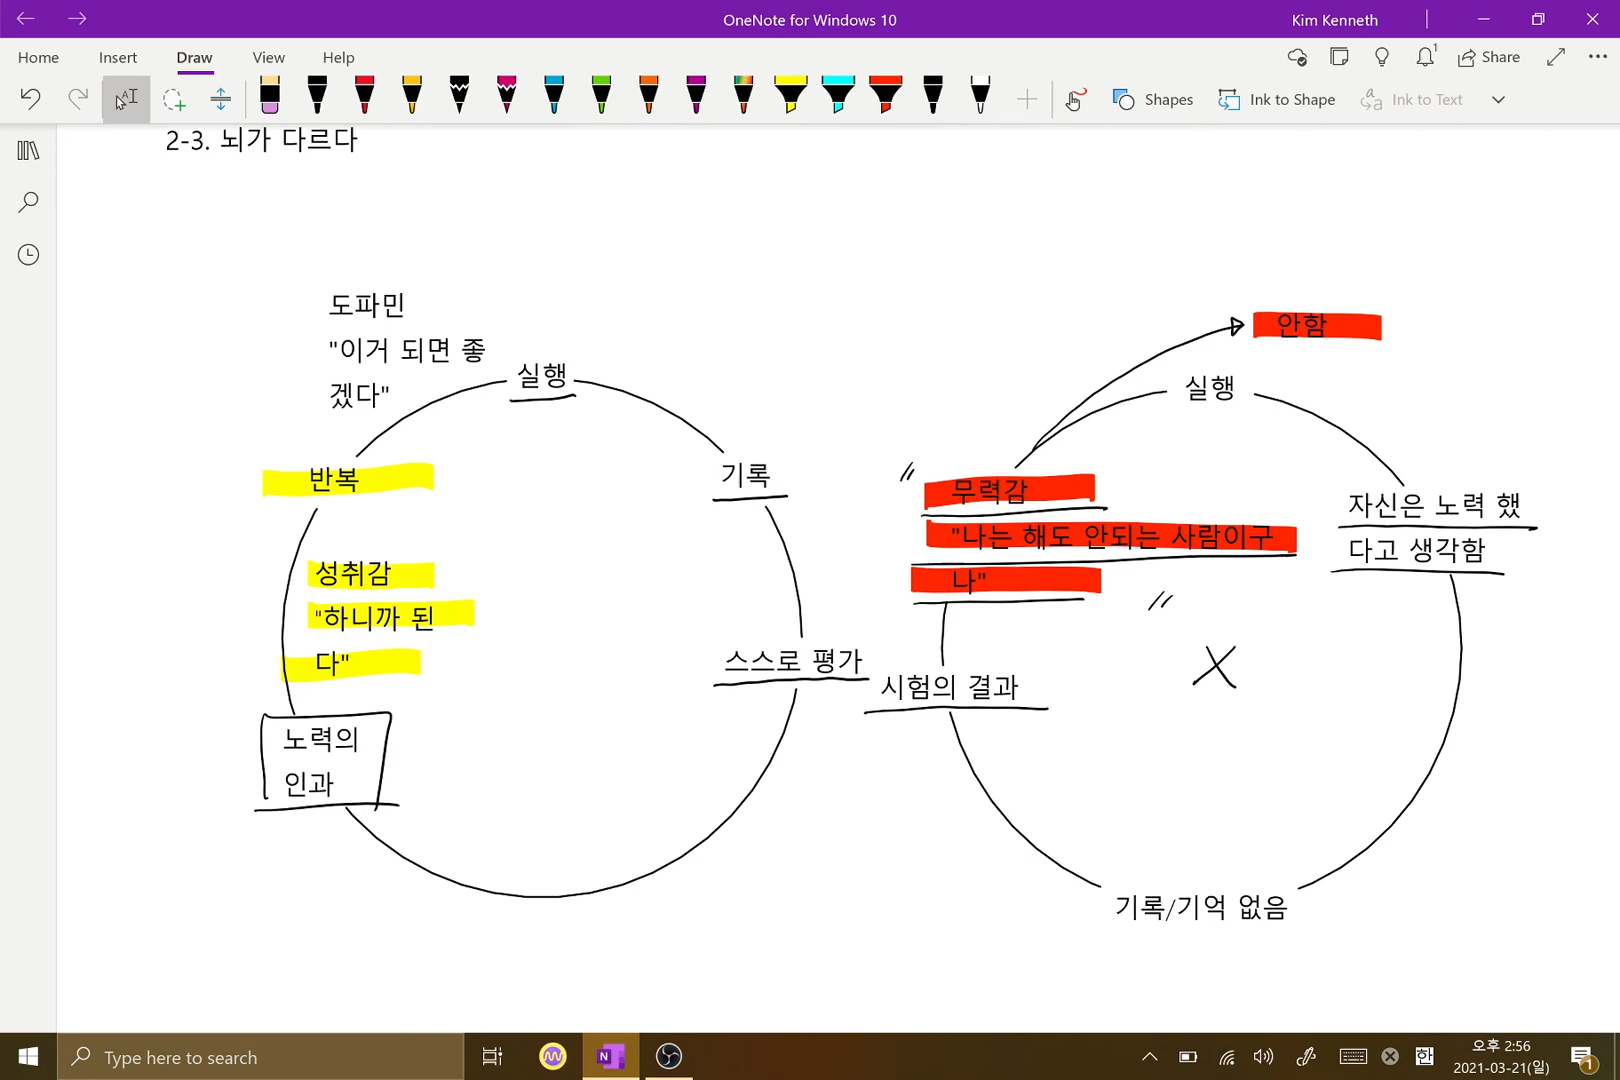 OneNote for Windows 10
Kim Kenneth
Home Insert Draw View Help
1
Share
Shapes
Ink to Shape
Ink to Text
2-3. 뇌가 다르다
도파민
"이거 되면 좋
겠다"
실행
반복
기록
성취감
"하니까 된
다"
스스로 평가
노력의
인과
안함
실행
"
무력감
"나는 해도 안되는 사람이구
나"
"
자신은 노력 했
다고 생각함
X
시험의 결과
기록/기억 없음
Type here to search
N
한
오후 2:56
2021-03-21(일)
1